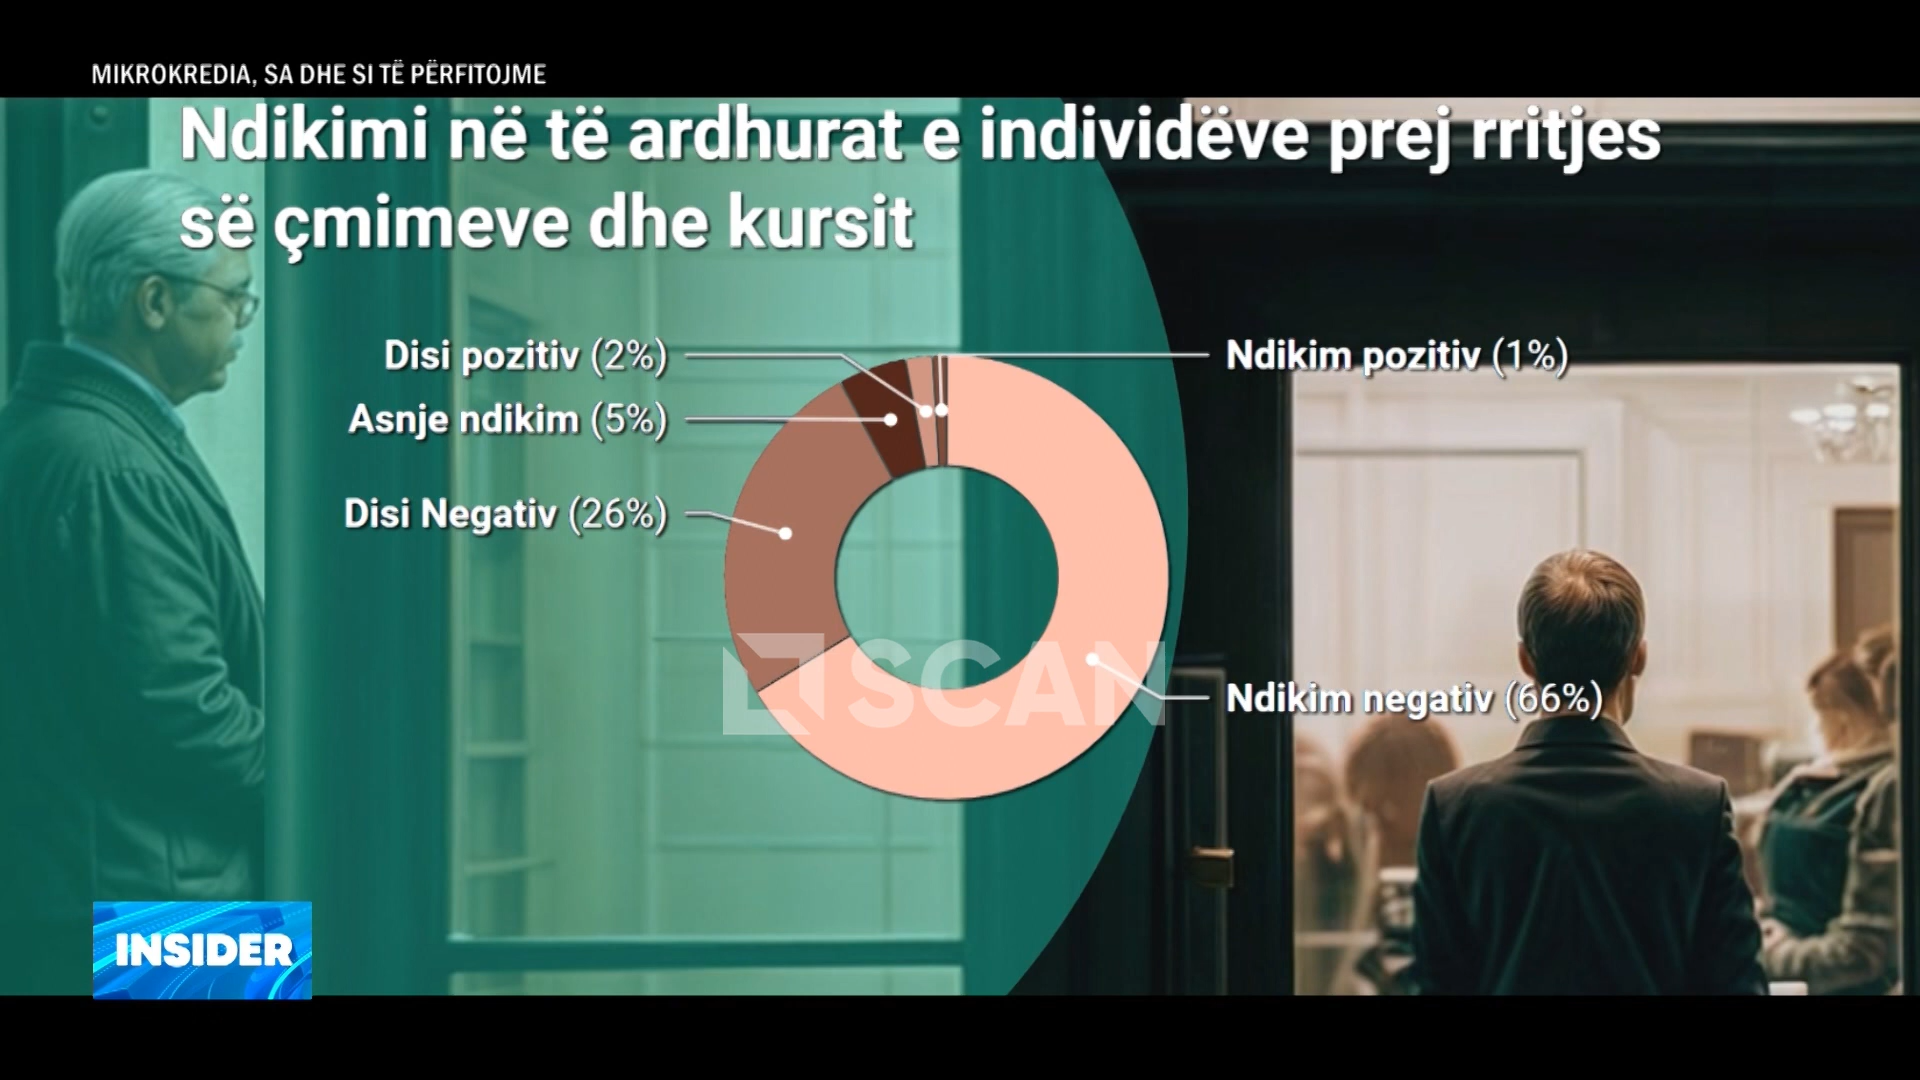 MIKROKREDIA, SA DHE SI TË PËRFITOJME
Ndikimi në të ardhurat e individëve prej rritjes
së çmimeve dhe kursit
Disi pozitiv (2%)
Ndikim pozitiv (1%)
Asnje ndikim (5%)
Disi Negativ (26%)
SCAN
Ndikim negativ (66%)
INSIDER